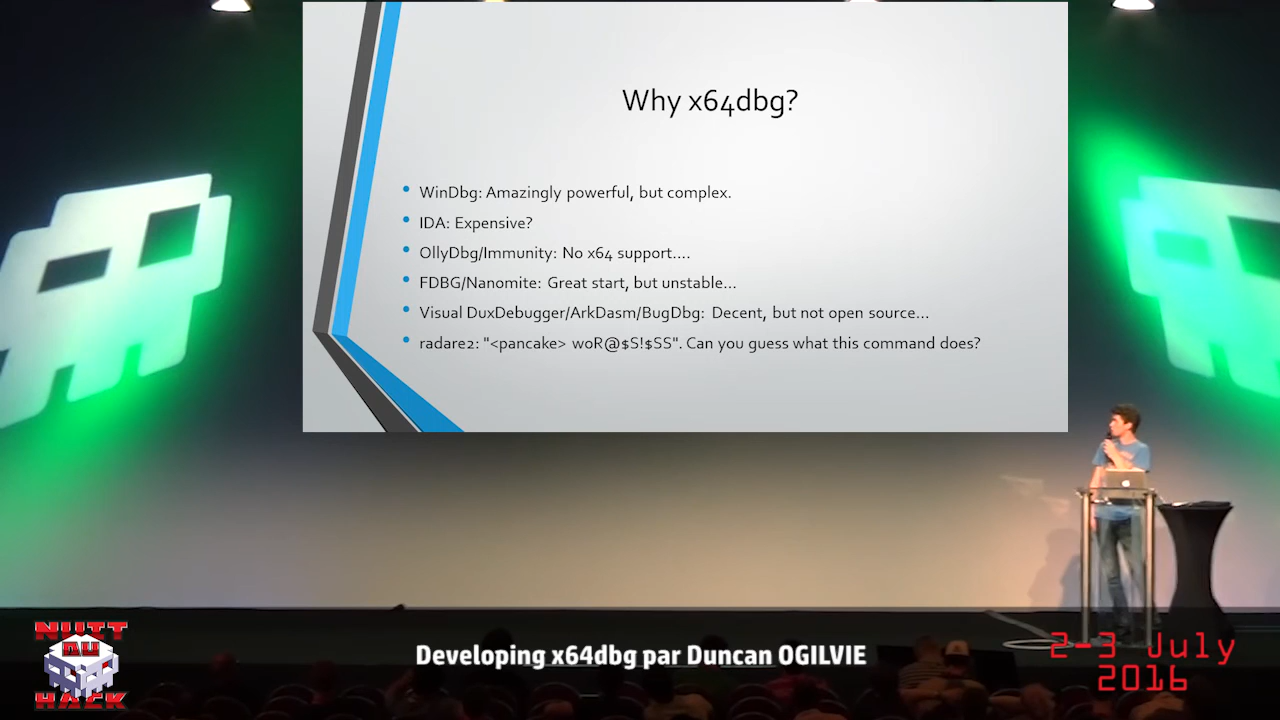 Why x64dbg?
WinDbg: Amazingly powerful, but complex.
IDA: Expensive?
OllyDbg/Immunity: No x64 support....
FDBG/Nanomite: Great start, but unstable...
Visual DuxDebugger/ArkDasm/BugDbg: Decent, but not open source...
radare2: "<pancake> woR@$S!$SS". Can you guess what this command does?
NUIT
DU
HACK
Developing x64dbg par Duncan OGILVIE
2-3 July
2016